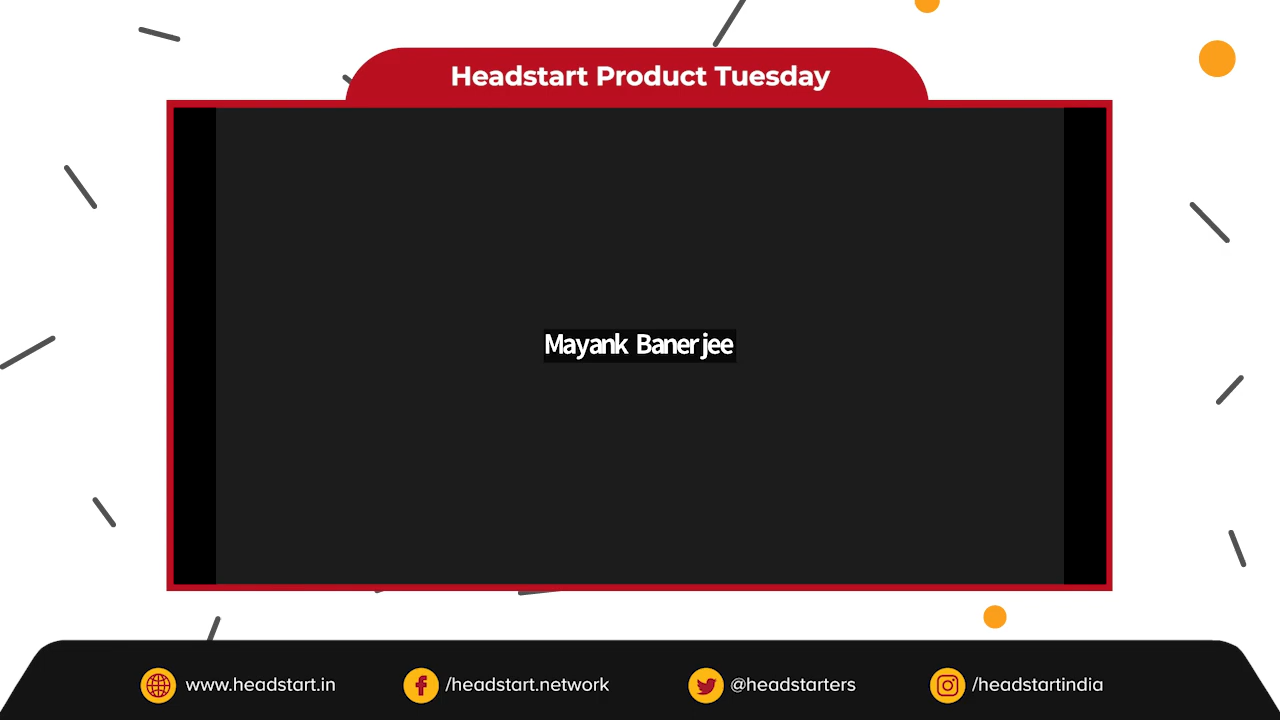 Headstart Product Tuesday
Mayank Banerjee
www.headstart.in
/headstart.network
@headstarters
/headstartindia